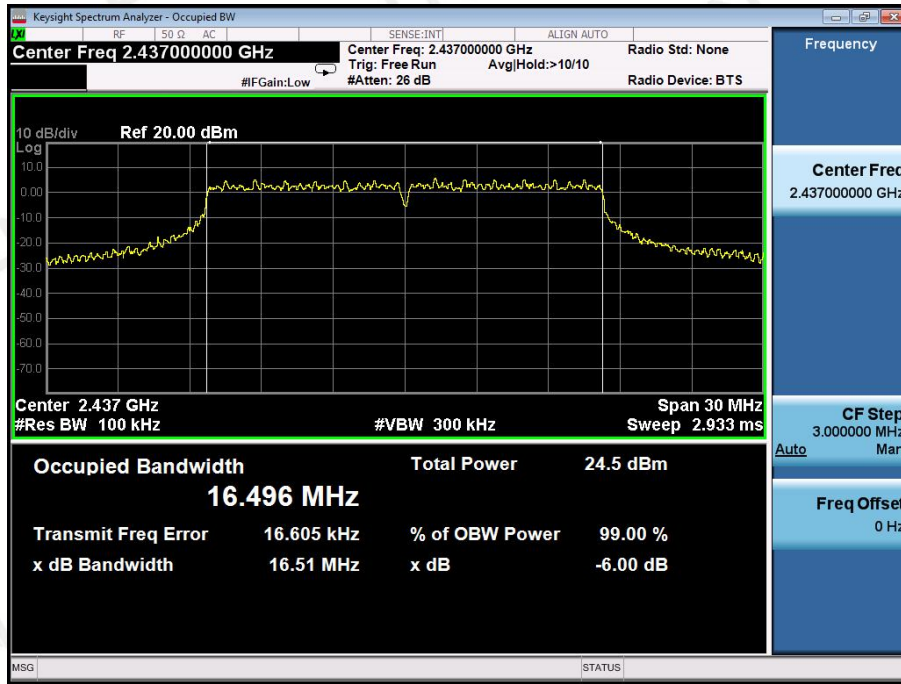 Keysight Spectrum Analyzer - Occupied BW
LXI RF 50 Ω AC SENSE:INT ALIGN AUTO
Center Freq 2.437000000 GHz
Center Freq: 2.437000000 GHz Radio Std: None
Trig: Free Run Avg|Hold:>10/10
#IFGain:Low #Atten: 26 dB Radio Device: BTS
10 dB/div Ref 20.00 dBm
Log
10.0
0.00
-10.0
-20.0
-30.0
-40.0
-50.0
-60.0
-70.0
Center 2.437 GHz Span 30 MHz
#Res BW 100 kHz #VBW 300 kHz Sweep 2.933 ms
Occupied Bandwidth Total Power 24.5 dBm
16.496 MHz
Transmit Freq Error 16.605 kHz % of OBW Power 99.00 %
x dB Bandwidth 16.51 MHz x dB -6.00 dB
MSG STATUS
Frequency
Center Freq
2.437000000 GHz
CF Step
3.000000 MHz
Auto Man
Freq Offset
0 Hz